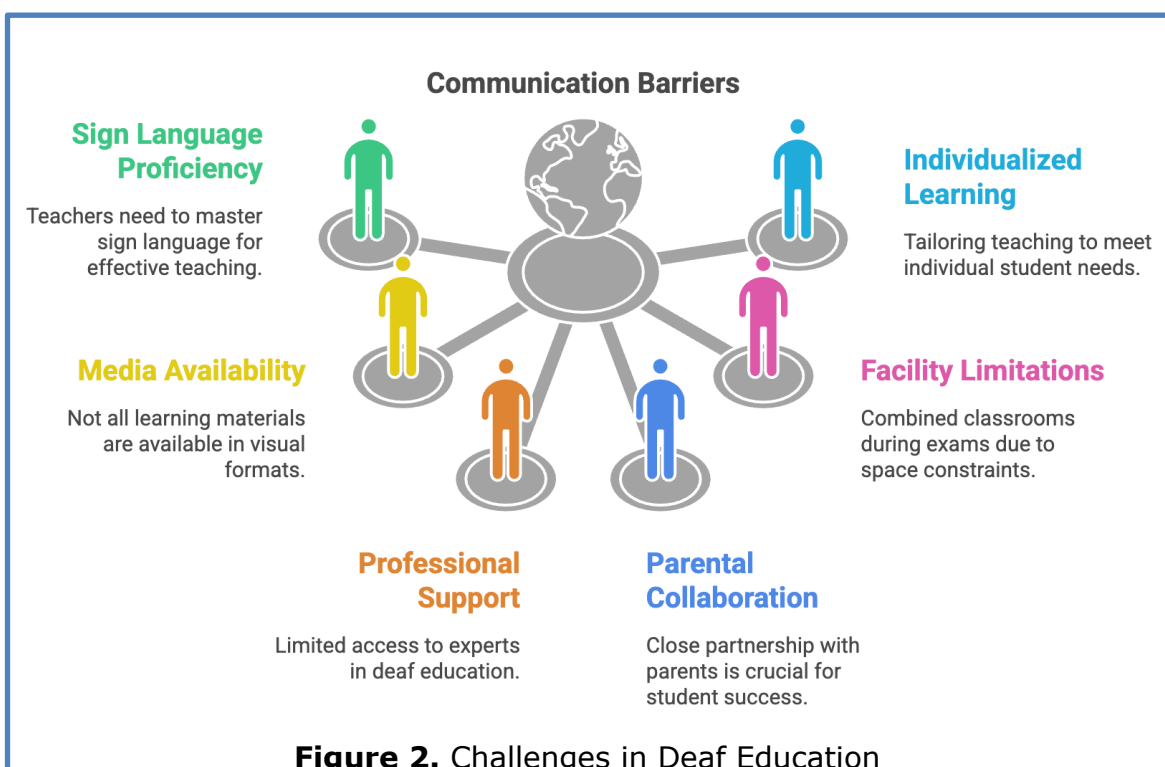 Communication Barriers
Sign Language
Proficiency
Teachers need to master
sign language for
effective teaching.
Individualized
Learning
Tailoring teaching to meet
individual student needs.
Media Availability
Not all learning materials
are available in visual
formats.
Facility Limitations
Combined classrooms
during exams due to
space constraints.
Professional
Support
Limited access to experts
in deaf education.
Parental
Collaboration
Close partnership with
parents is crucial for
student success.
Figure 2. Challenges in Deaf Education